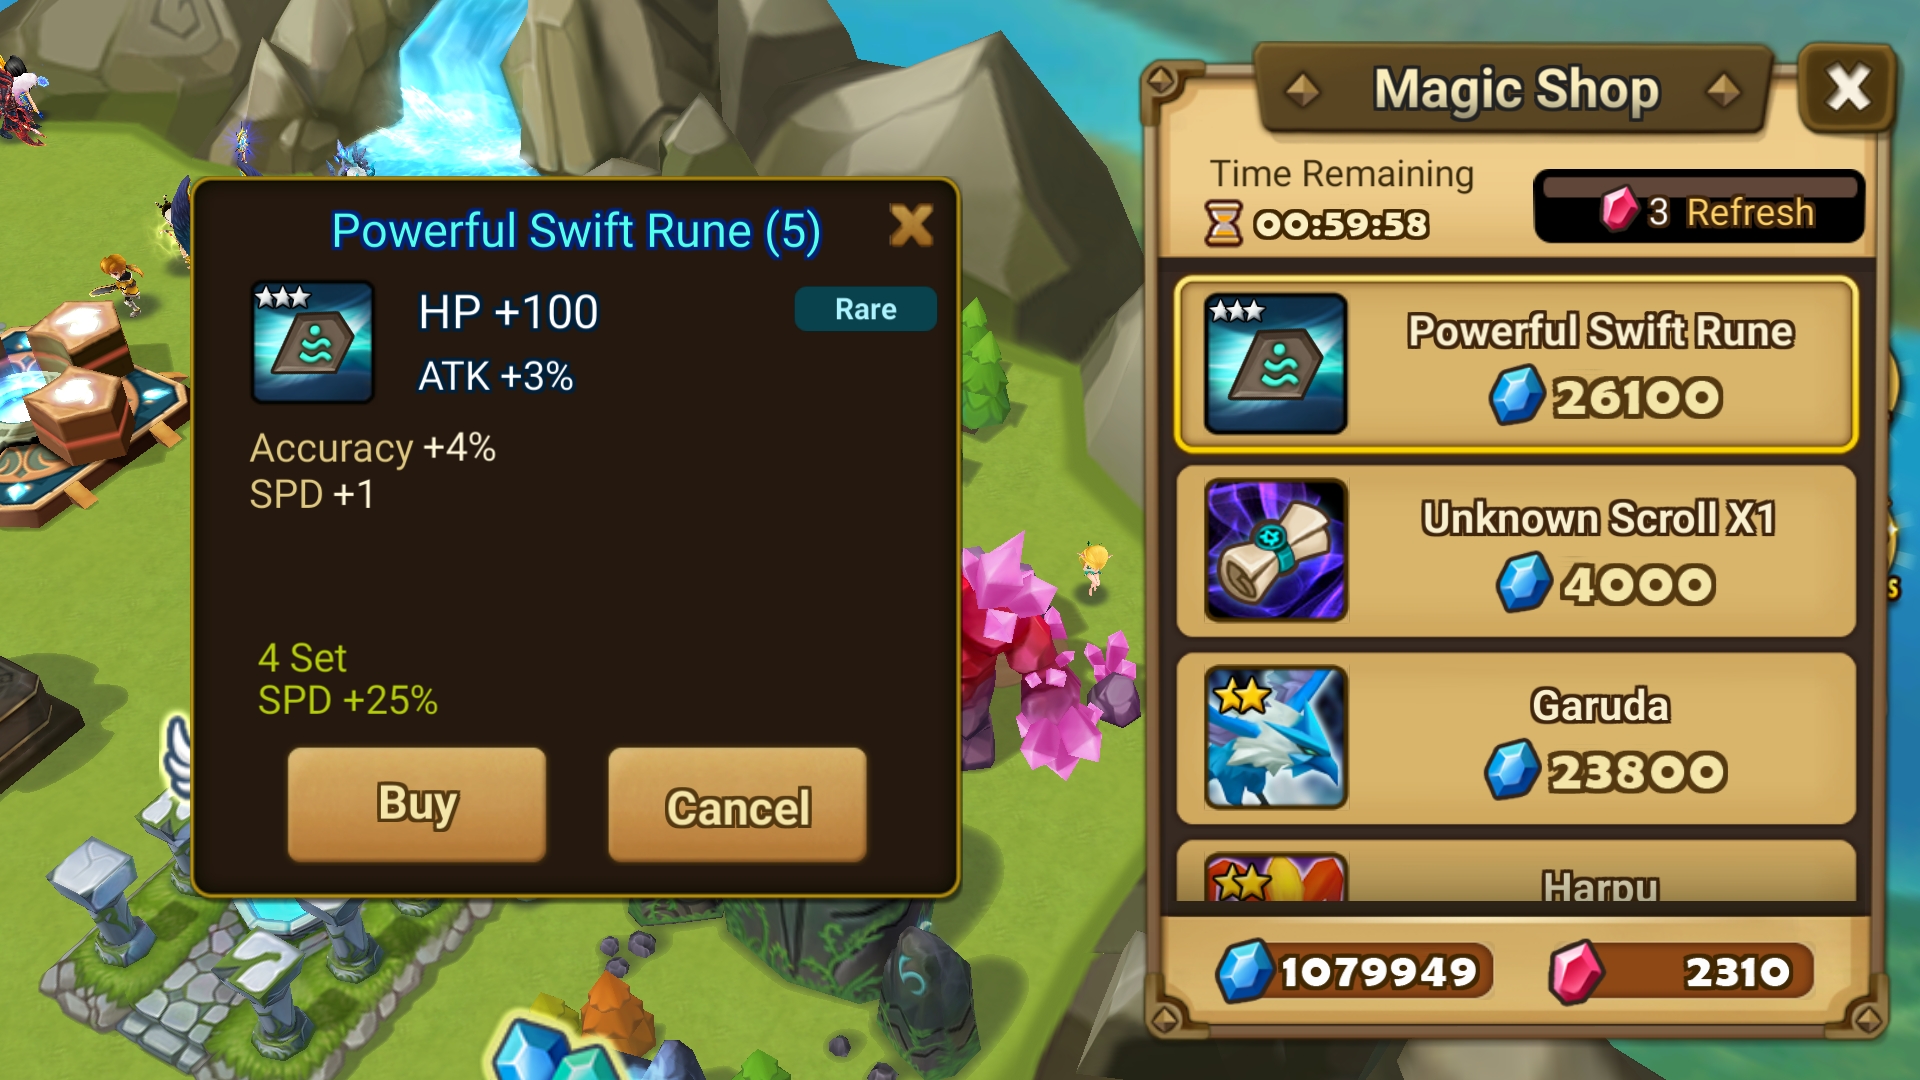 Powerful Swift Rune (5)
HP +100
Rare
ATK +3%
Accuracy +4%
SPD +1
4 Set
SPD +25%
Buy
Cancel
Magic Shop
Time Remaining
00:59:58
3 Refresh
Powerful Swift Rune
26100
Unknown Scroll X1
4000
Garuda
23800
Harpu
1079949
2310